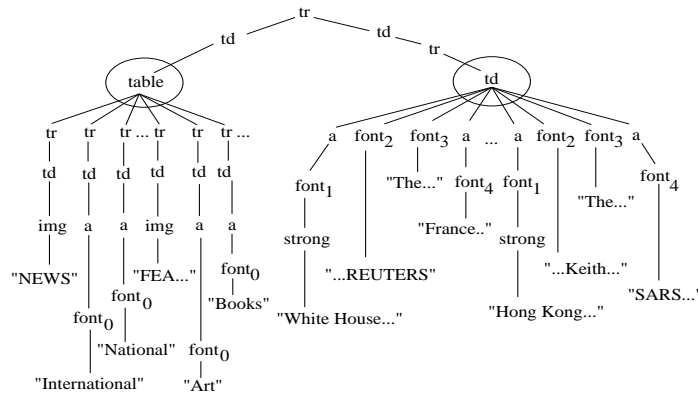 tr
td td
tr
table td
tr tr tr ... tr tr tr ... a font2 font3 a ... a font2 font3 a
td td td td td td font1 font4 font1 font4
img a a img a a strong "The..." "France.." strong "The..."
"NEWS" "FEA..." font0 "...REUTERS" "...Keith..."
font0 font0 "Books" "White House..." "Hong Kong..." "SARS..."
"National" font0
"International" "Art"